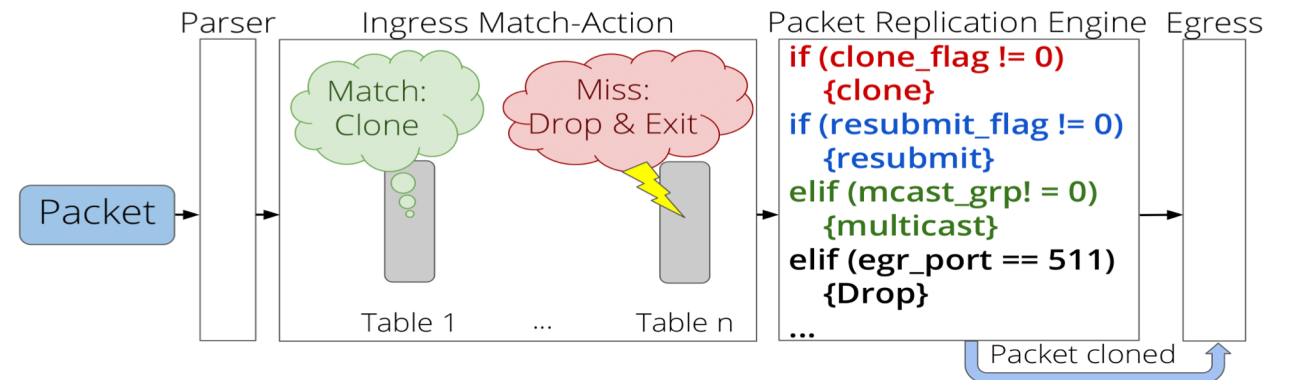 Parser
Ingress Match-Action
Packet Replication Engine
Egress
Packet
Match:
Clone
Miss:
Drop & Exit
Table 1
...
Table n
if (clone_flag != 0)
{clone}
if (resubmit_flag != 0)
{resubmit}
elif (mcast_grp! = 0)
{multicast}
elif (egr_port == 511)
{Drop}
...
Packet cloned